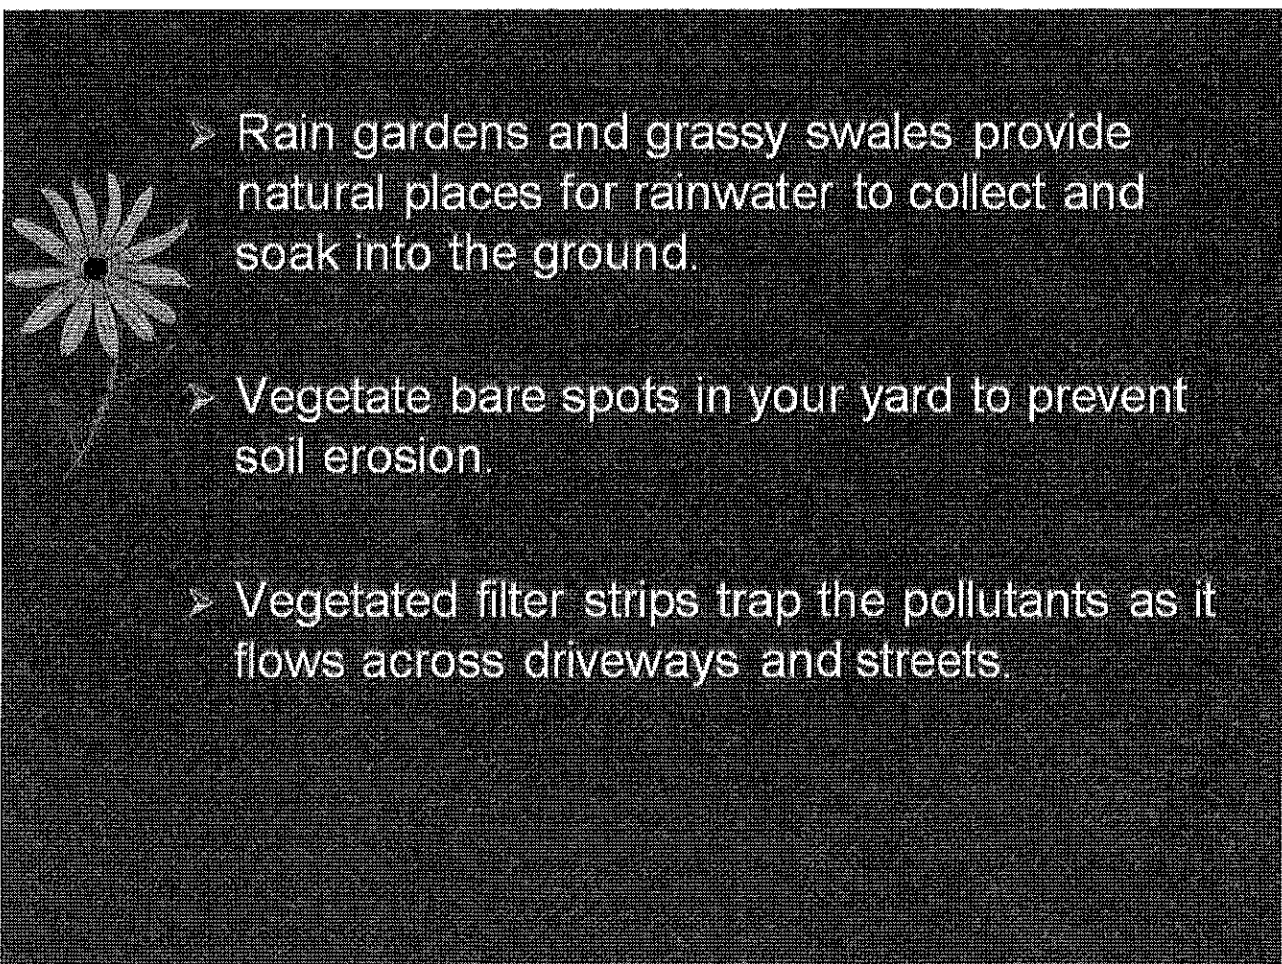 ➢ Rain gardens and grassy swales provide
natural places for rainwater to collect and
soak into the ground.
➢ Vegetate bare spots in your yard to prevent
soil erosion.
➢ Vegetated filter strips trap the pollutants as it
flows across driveways and streets.